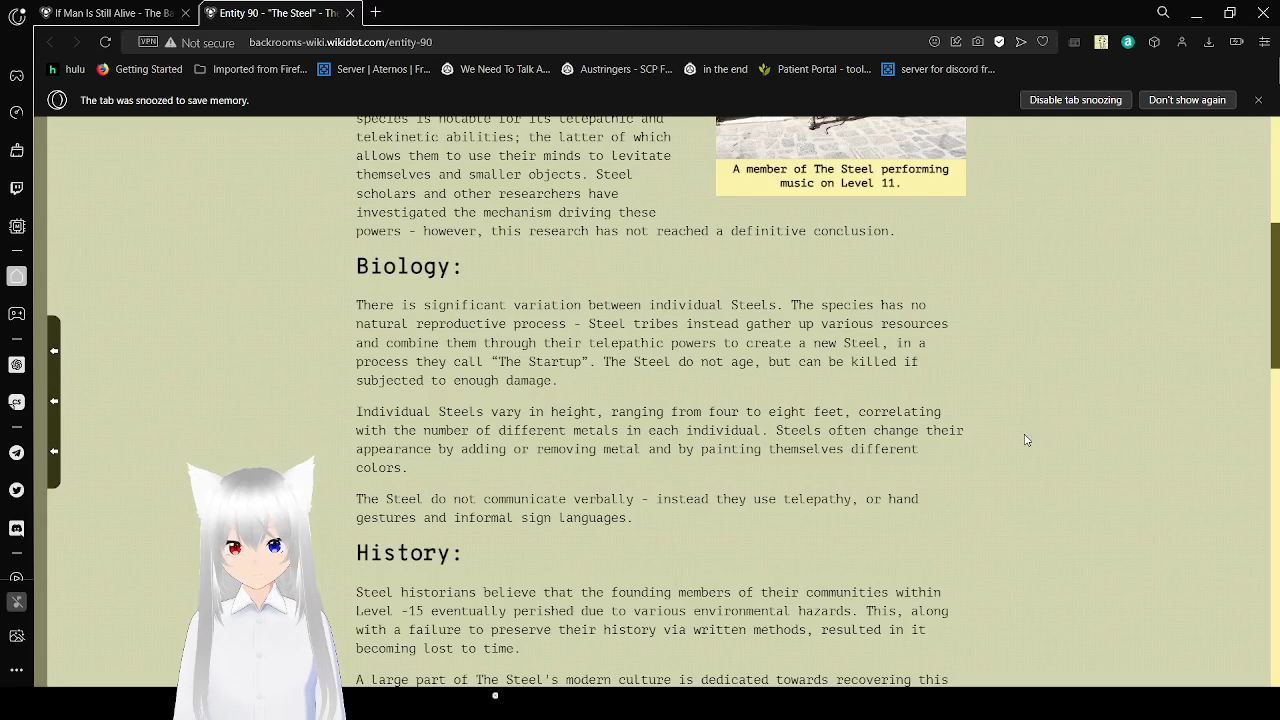 If Man Is Still Alive - The Ba
Entity 90 - "The Steel" - The
VPN
Not secure
backrooms-wiki.wikidot.com/entity-90
h hulu
Getting Started
Imported from Firef...
Server | Aternos | Fr...
We Need To Talk A...
Austringers - SCP F...
in the end
Patient Portal - tool...
server for discord fr...
The tab was snoozed to save memory.
Disable tab snoozing
Don't show again
species is notable for its telepathic and
telekinetic abilities; the latter of which
allows them to use their minds to levitate
themselves and smaller objects. Steel
scholars and other researchers have
investigated the mechanism driving these
powers - however, this research has not reached a definitive conclusion.
A member of The Steel performing
music on Level 11.
Biology:
There is significant variation between individual Steels. The species has no
natural reproductive process - Steel tribes instead gather up various resources
and combine them through their telepathic powers to create a new Steel, in a
process they call “The Startup”. The Steel do not age, but can be killed if
subjected to enough damage.
Individual Steels vary in height, ranging from four to eight feet, correlating
with the number of different metals in each individual. Steels often change their
appearance by adding or removing metal and by painting themselves different
colors.
The Steel do not communicate verbally - instead they use telepathy, or hand
gestures and informal sign languages.
History:
Steel historians believe that the founding members of their communities within
Level -15 eventually perished due to various environmental hazards. This, along
with a failure to preserve their history via written methods, resulted in it
becoming lost to time.
A large part of The Steel's modern culture is dedicated towards recovering this